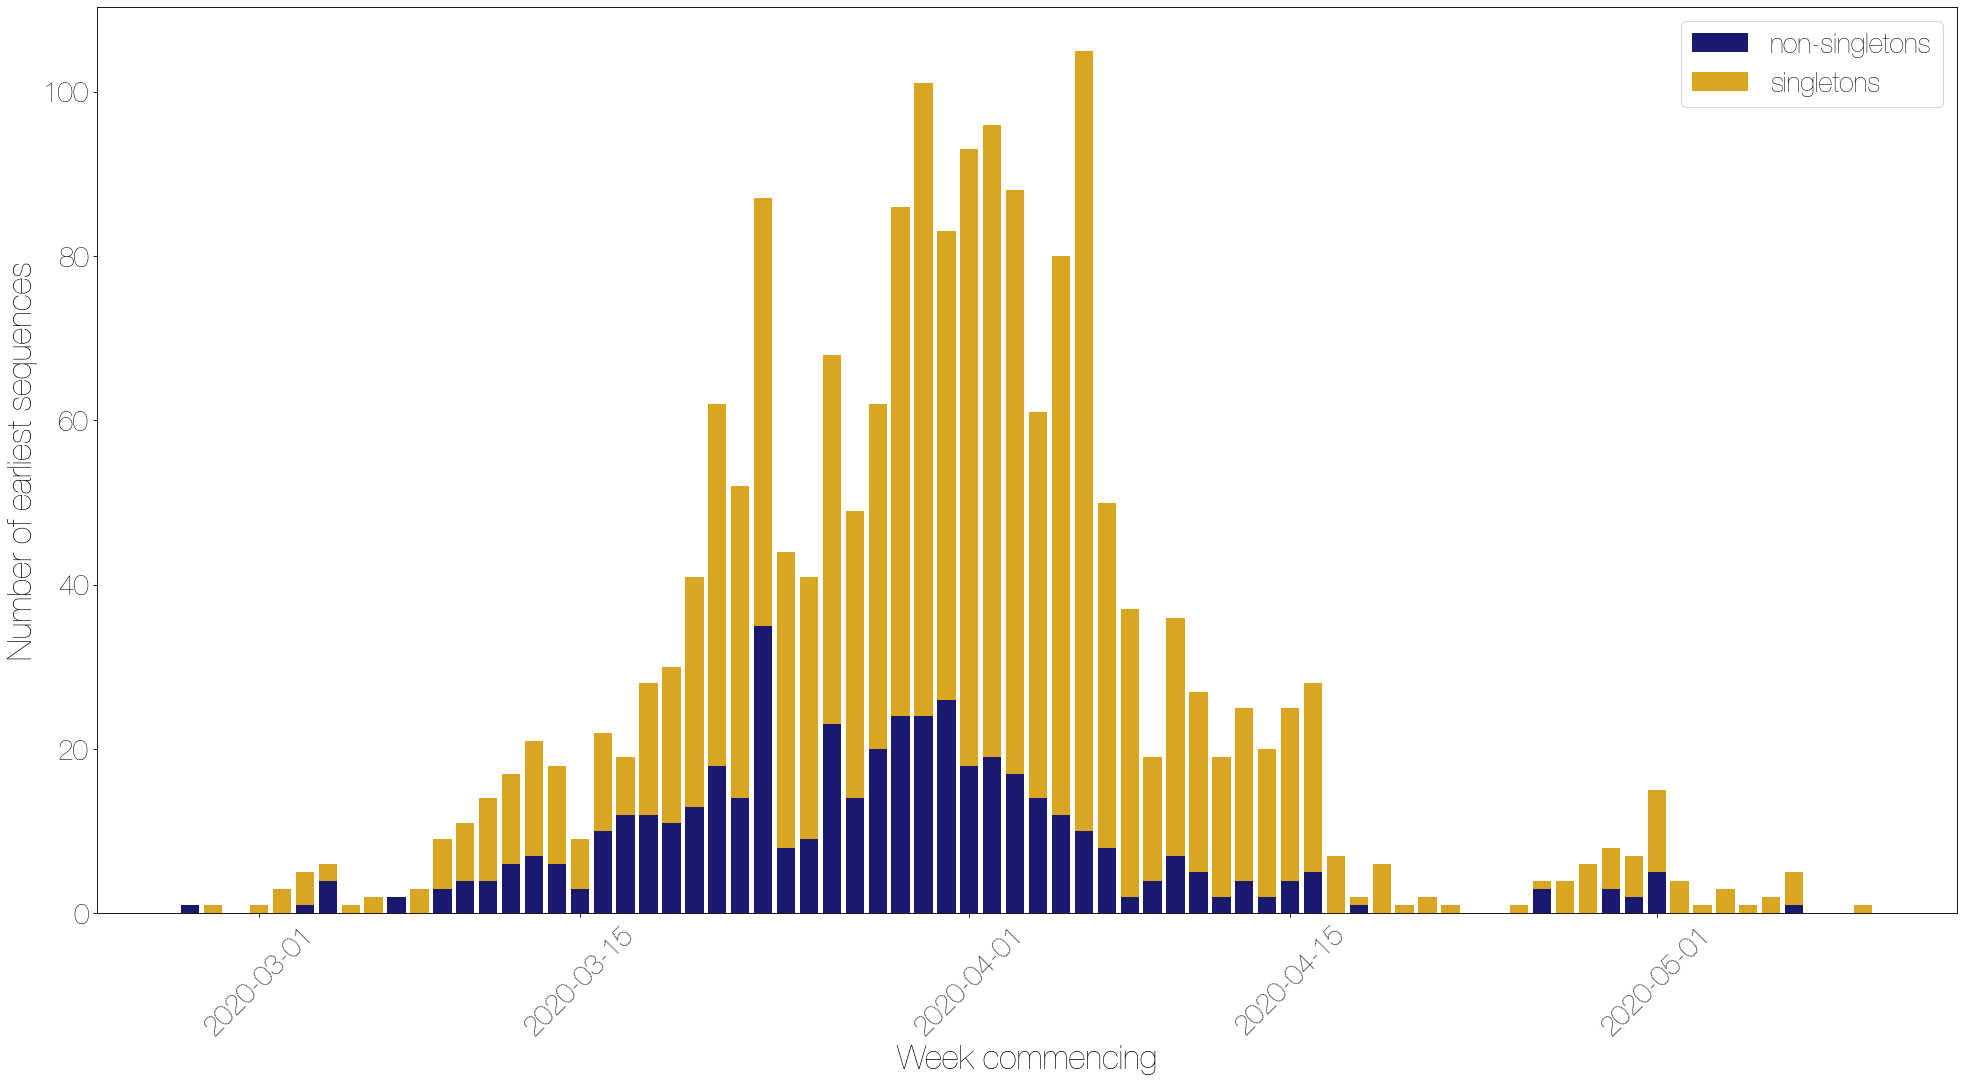 non-singletons
singletons
100
80
60
40
20
0
Number of earliest sequences
2020-03-01
2020-03-15
2020-04-01
2020-04-15
2020-05-01
Week commencing